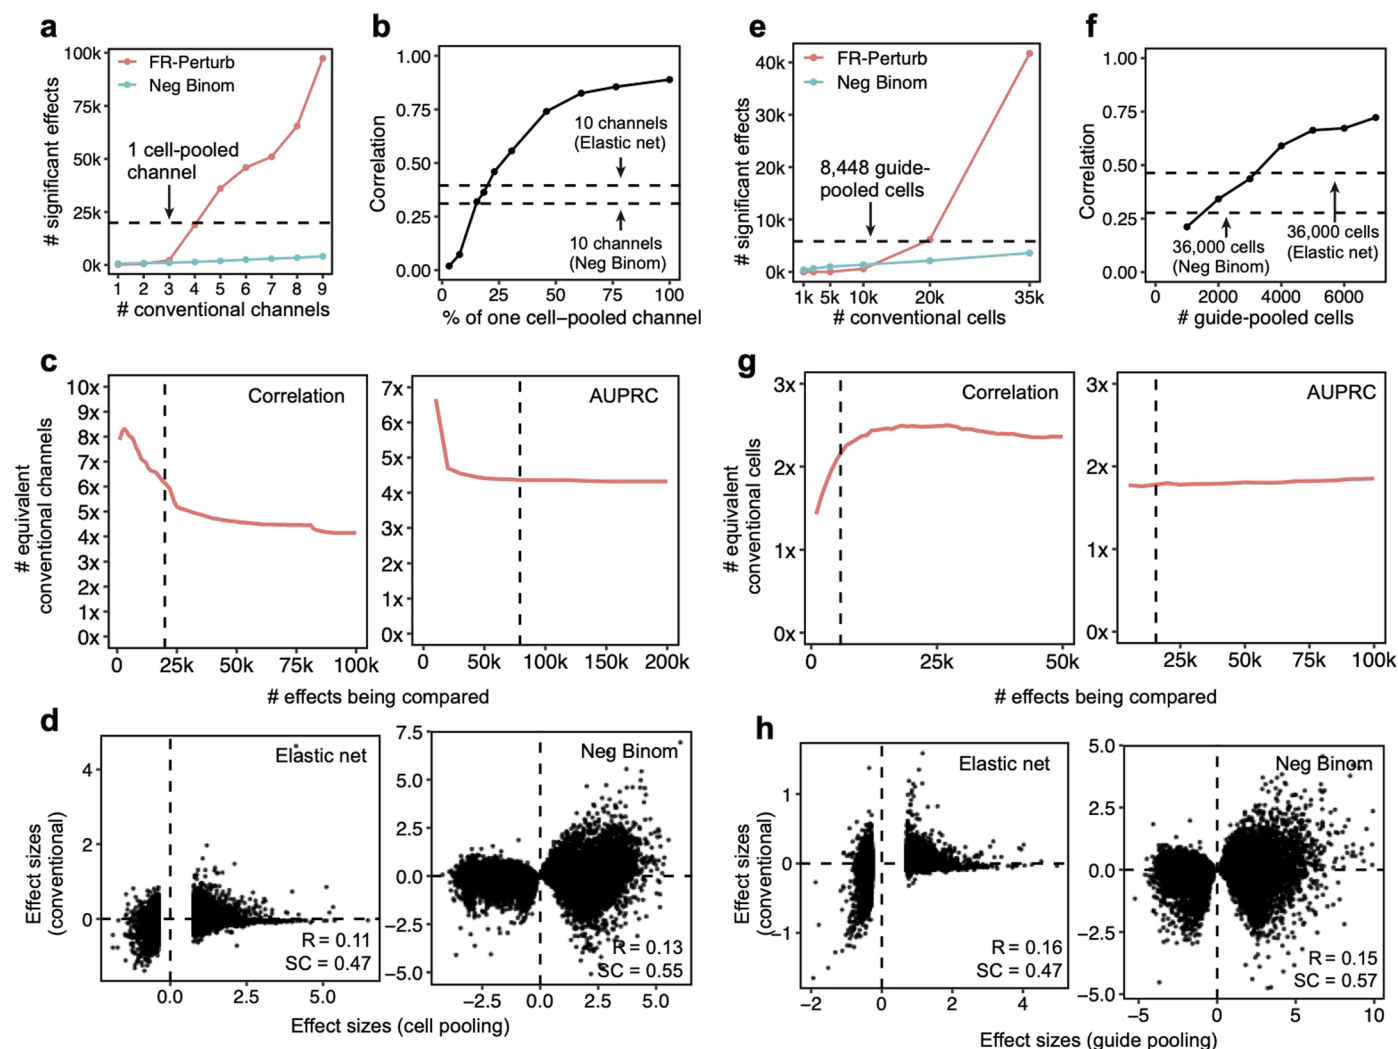 a
# significant effects
100k
75k
50k
25k
0k
FR-Perturb
Neg Binom
1 cell-pooled
channel
1 2 3 4 5 6 7 8 9
# conventional channels
b
Correlation
1.00
0.75
0.50
0.25
0.00
10 channels
(Elastic net)
10 channels
(Neg Binom)
0 25 50 75 100
% of one cell–pooled channel
e
# significant effects
40k
30k
20k
10k
0k
FR-Perturb
Neg Binom
8,448 guide-
pooled cells
1k 5k 10k 20k 35k
# conventional cells
f
Correlation
1.00
0.75
0.50
0.25
0.00
36,000 cells
(Neg Binom)
36,000 cells
(Elastic net)
0 2000 4000 6000
# guide-pooled cells
c
# equivalent
conventional channels
10x
9x
8x
7x
6x
5x
4x
3x
2x
1x
0x
Correlation
0 25k 50k 75k 100k
7x
6x
5x
4x
3x
2x
1x
0x
AUPRC
0 50k 100k 150k 200k
# effects being compared
g
# equivalent
conventional cells
3x
2x
1x
0x
Correlation
0 25k 50k
3x
2x
1x
0x
AUPRC
25k 50k 75k 100k
# effects being compared
d
Effect sizes
(conventional)
4
2
0
Elastic net
R = 0.11
SC = 0.47
0.0 2.5 5.0
7.5
5.0
2.5
0.0
−2.5
−5.0
Neg Binom
R = 0.13
SC = 0.55
−2.5 0.0 2.5 5.0
Effect sizes (cell pooling)
h
Effect sizes
(conventional)
1
0
−1
Elastic net
R = 0.16
SC = 0.47
−2 0 2 4
5.0
2.5
0.0
−2.5
−5.0
Neg Binom
R = 0.15
SC = 0.57
−5 0 5 10
Effect sizes (guide pooling)